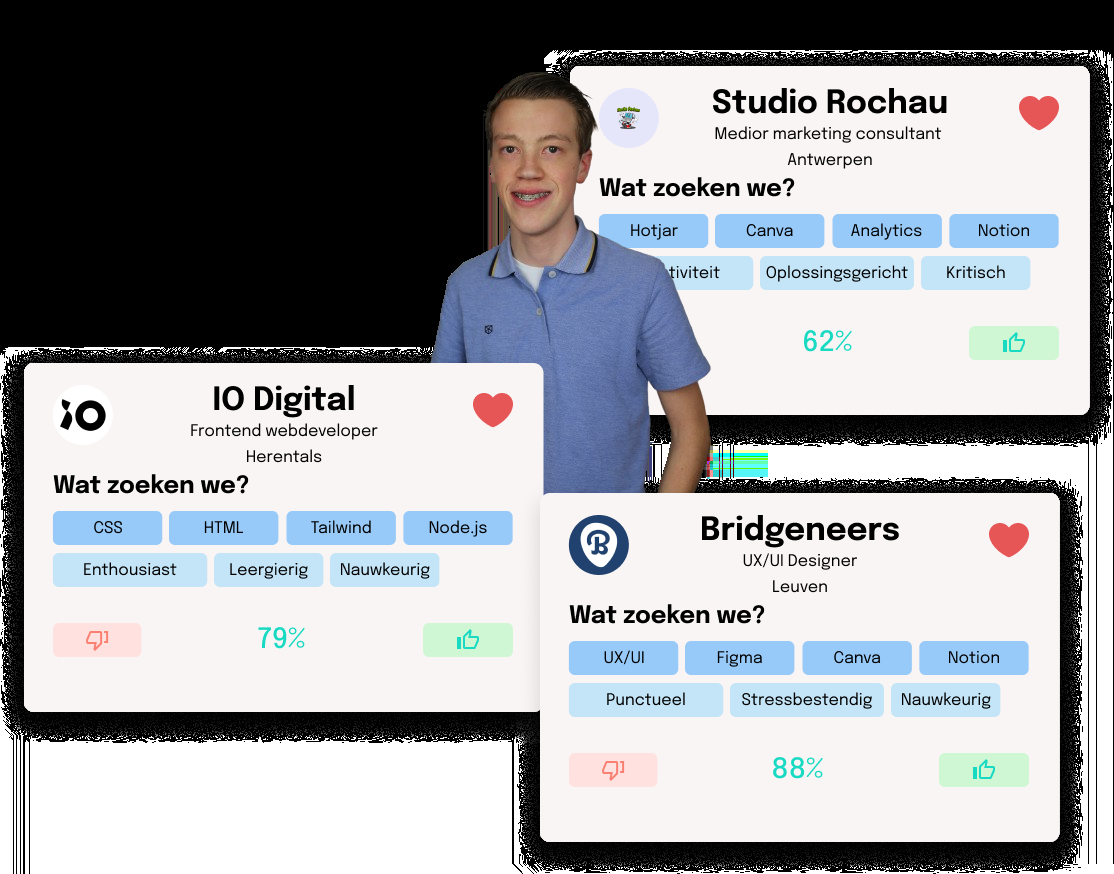 Studio Rochau
Medior marketing consultant
Antwerpen
Wat zoeken we?
Hotjar
Canva
Analytics
Notion
tiviteit
Oplossingsgericht
Kritisch
62%
iO
IO Digital
Frontend webdeveloper
Herentals
Wat zoeken we?
CSS
HTML
Tailwind
Node.js
Enthousiast
Leergierig
Nauwkeurig
79%
B
Bridgeneers
UX/UI Designer
Leuven
Wat zoeken we?
UX/UI
Figma
Canva
Notion
Punctueel
Stressbestendig
Nauwkeurig
88%